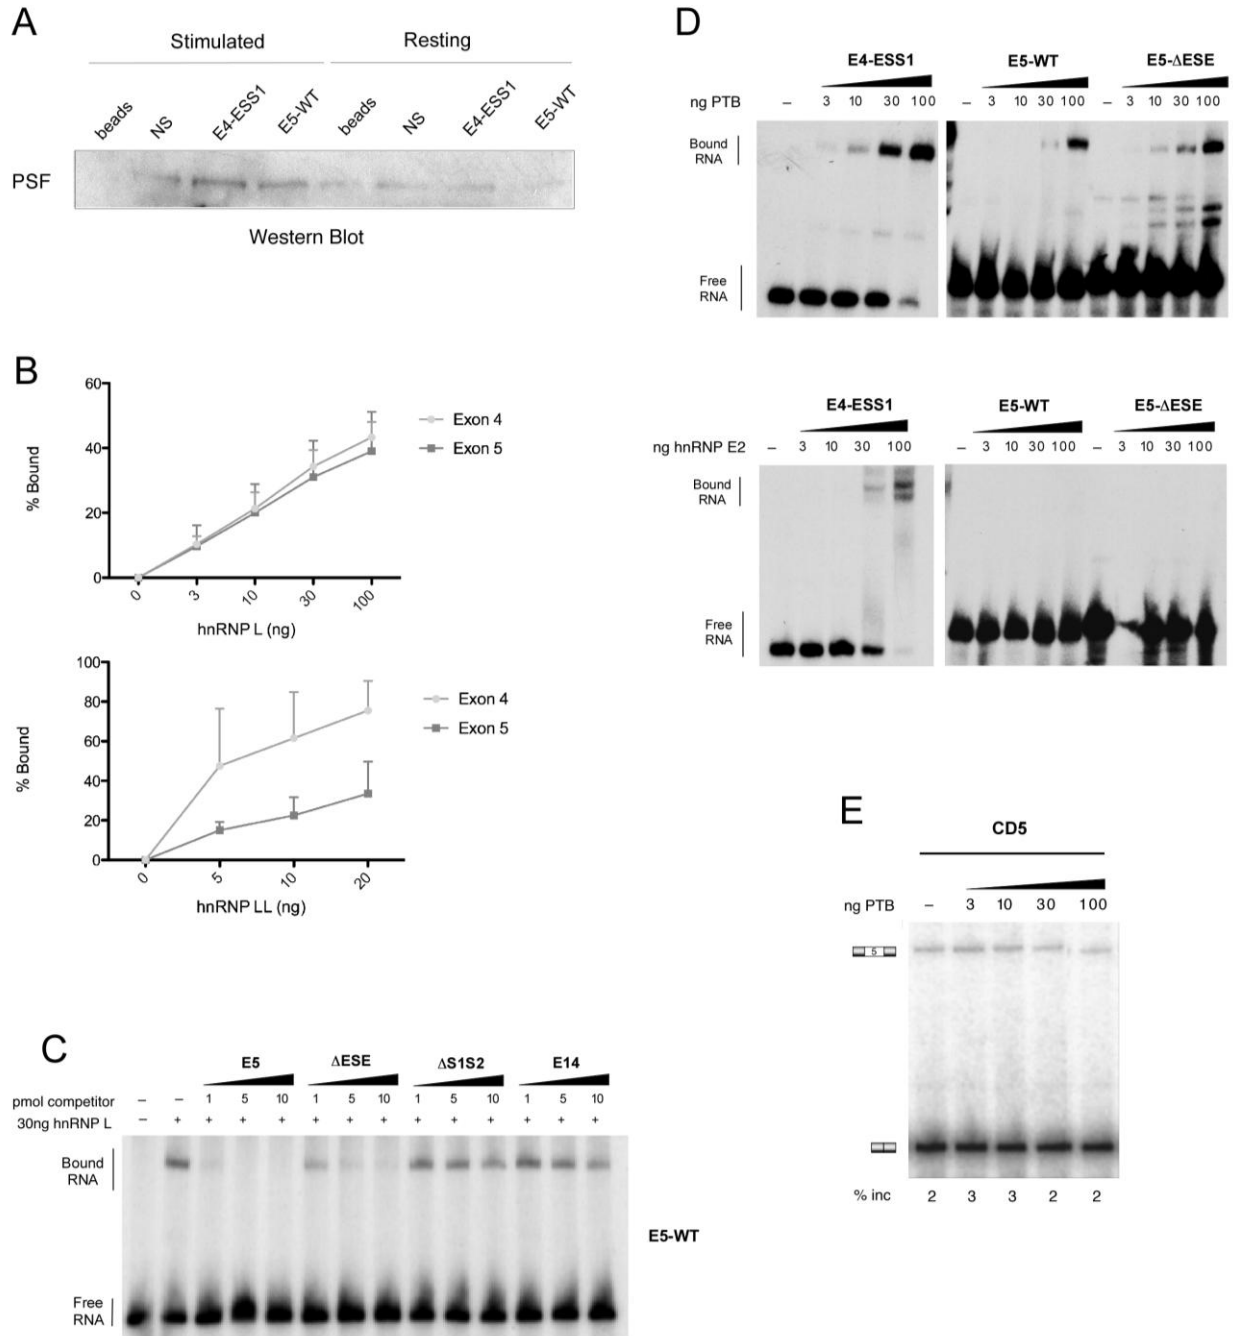 A
Stimulated Resting
beads NS E4-ESS1 E5-WT beads NS E4-ESS1 E5-WT
PSF
Western Blot
B
60
40
20
0
% Bound
0 3 10 30 100
hnRNP L (ng)
Exon 4
Exon 5
100
80
60
40
20
0
% Bound
0 5 10 20
hnRNP LL (ng)
Exon 4
Exon 5
C
E5 ΔESE ΔS1S2 E14
pmol competitor – – 1 5 10 1 5 10 1 5 10 1 5 10
30ng hnRNP L – + + + + + + + + + + + + +
Bound
RNA
Free
RNA
E5-WT
D
E4-ESS1 E5-WT E5-ΔESE
ng PTB – 3 10 30 100 – 3 10 30 100 – 3 10 30 100
Bound
RNA
Free
RNA
E4-ESS1 E5-WT E5-ΔESE
ng hnRNP E2 – 3 10 30 100 – 3 10 30 100 – 3 10 30 100
Bound
RNA
Free
RNA
E
CD5
ng PTB – 3 10 30 100
5
% inc 2 3 3 2 2